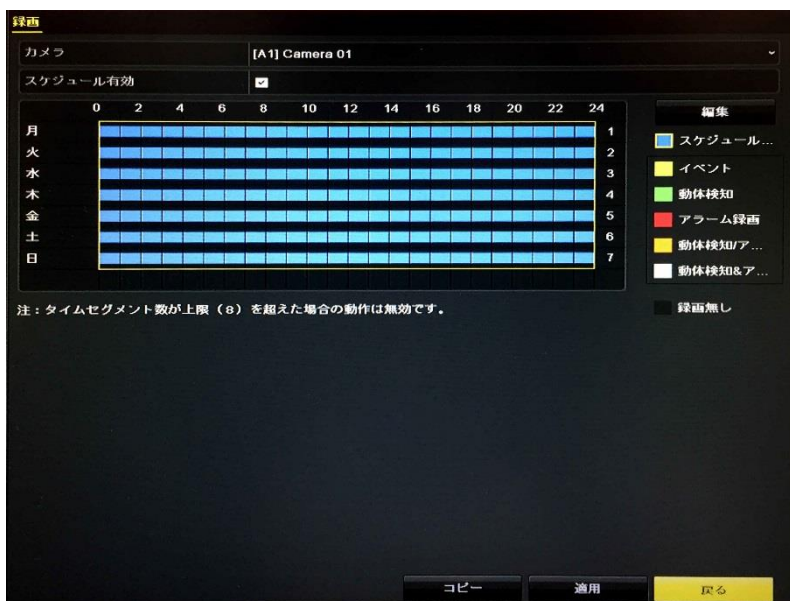 録画
カメラ [A1] Camera 01
スケジュール有効
0 2 4 6 8 10 12 14 16 18 20 22 24
編集
月 1
火 2
水 3
木 4
金 5
土 6
日 7
スケジュール...
イベント
動体検知
アラーム録画
動体検知/ア...
動体検知&ア...
録画無し
注：タイムセグメント数が上限（8）を超えた場合の動作は無効です。
コピー 適用 戻る